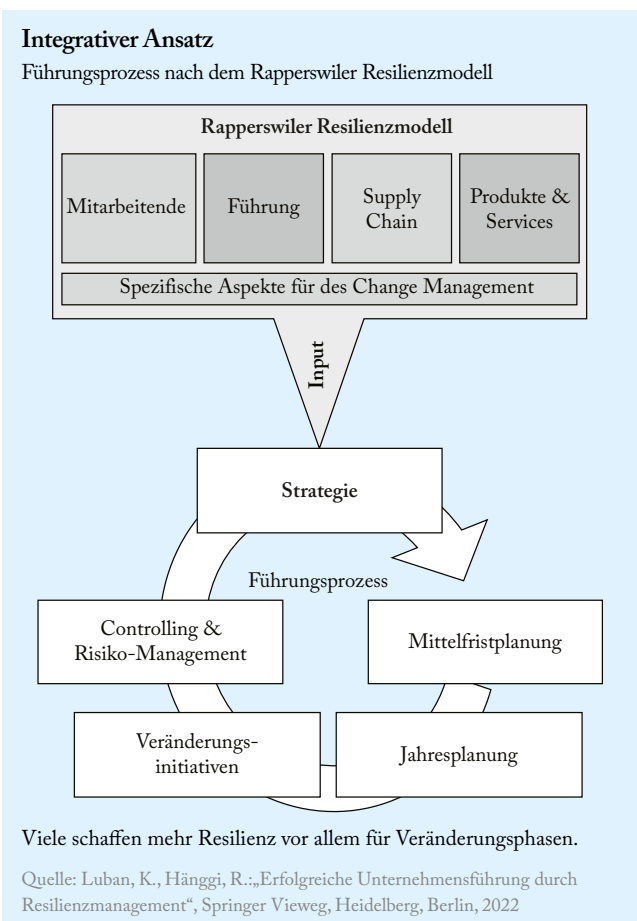 Integrativer Ansatz
Führungsprozess nach dem Rapperswiler Resilienzmodell
Rapperswiler Resilienzmodell
Mitarbeitende
Führung
Supply
Chain
Produkte &
Services
Spezifische Aspekte für des Change Management
Input
Strategie
Führungsprozess
Controlling &
Risiko-Management
Mittelfristplanung
Veränderungs-
initiativen
Jahresplanung
Viele schaffen mehr Resilienz vor allem für Veränderungsphasen.
Quelle: Luban, K., Hänggi, R.:„Erfolgreiche Unternehmensführung durch
Resilienzmanagement“, Springer Vieweg, Heidelberg, Berlin, 2022